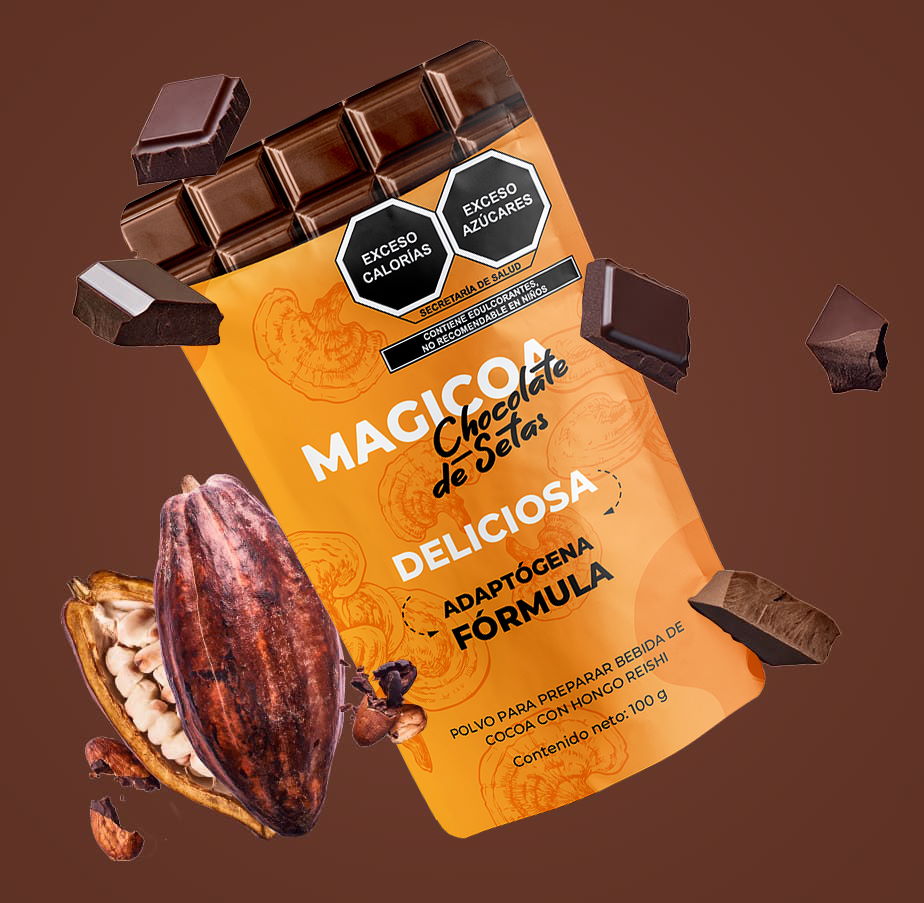 EXCESO
CALORÍAS
EXCESO
AZÚCARES
SECRETARÍA DE SALUD
CONTIENE EDULCORANTES,
NO RECOMENDABLE EN NIÑOS
MAGICOA
Chocolate
de Setas
DELICIOSA
ADAPTÓGENA
FÓRMULA
POLVO PARA PREPARAR BEBIDA DE
COCOA CON HONGO REISHI
Contenido neto: 100 g